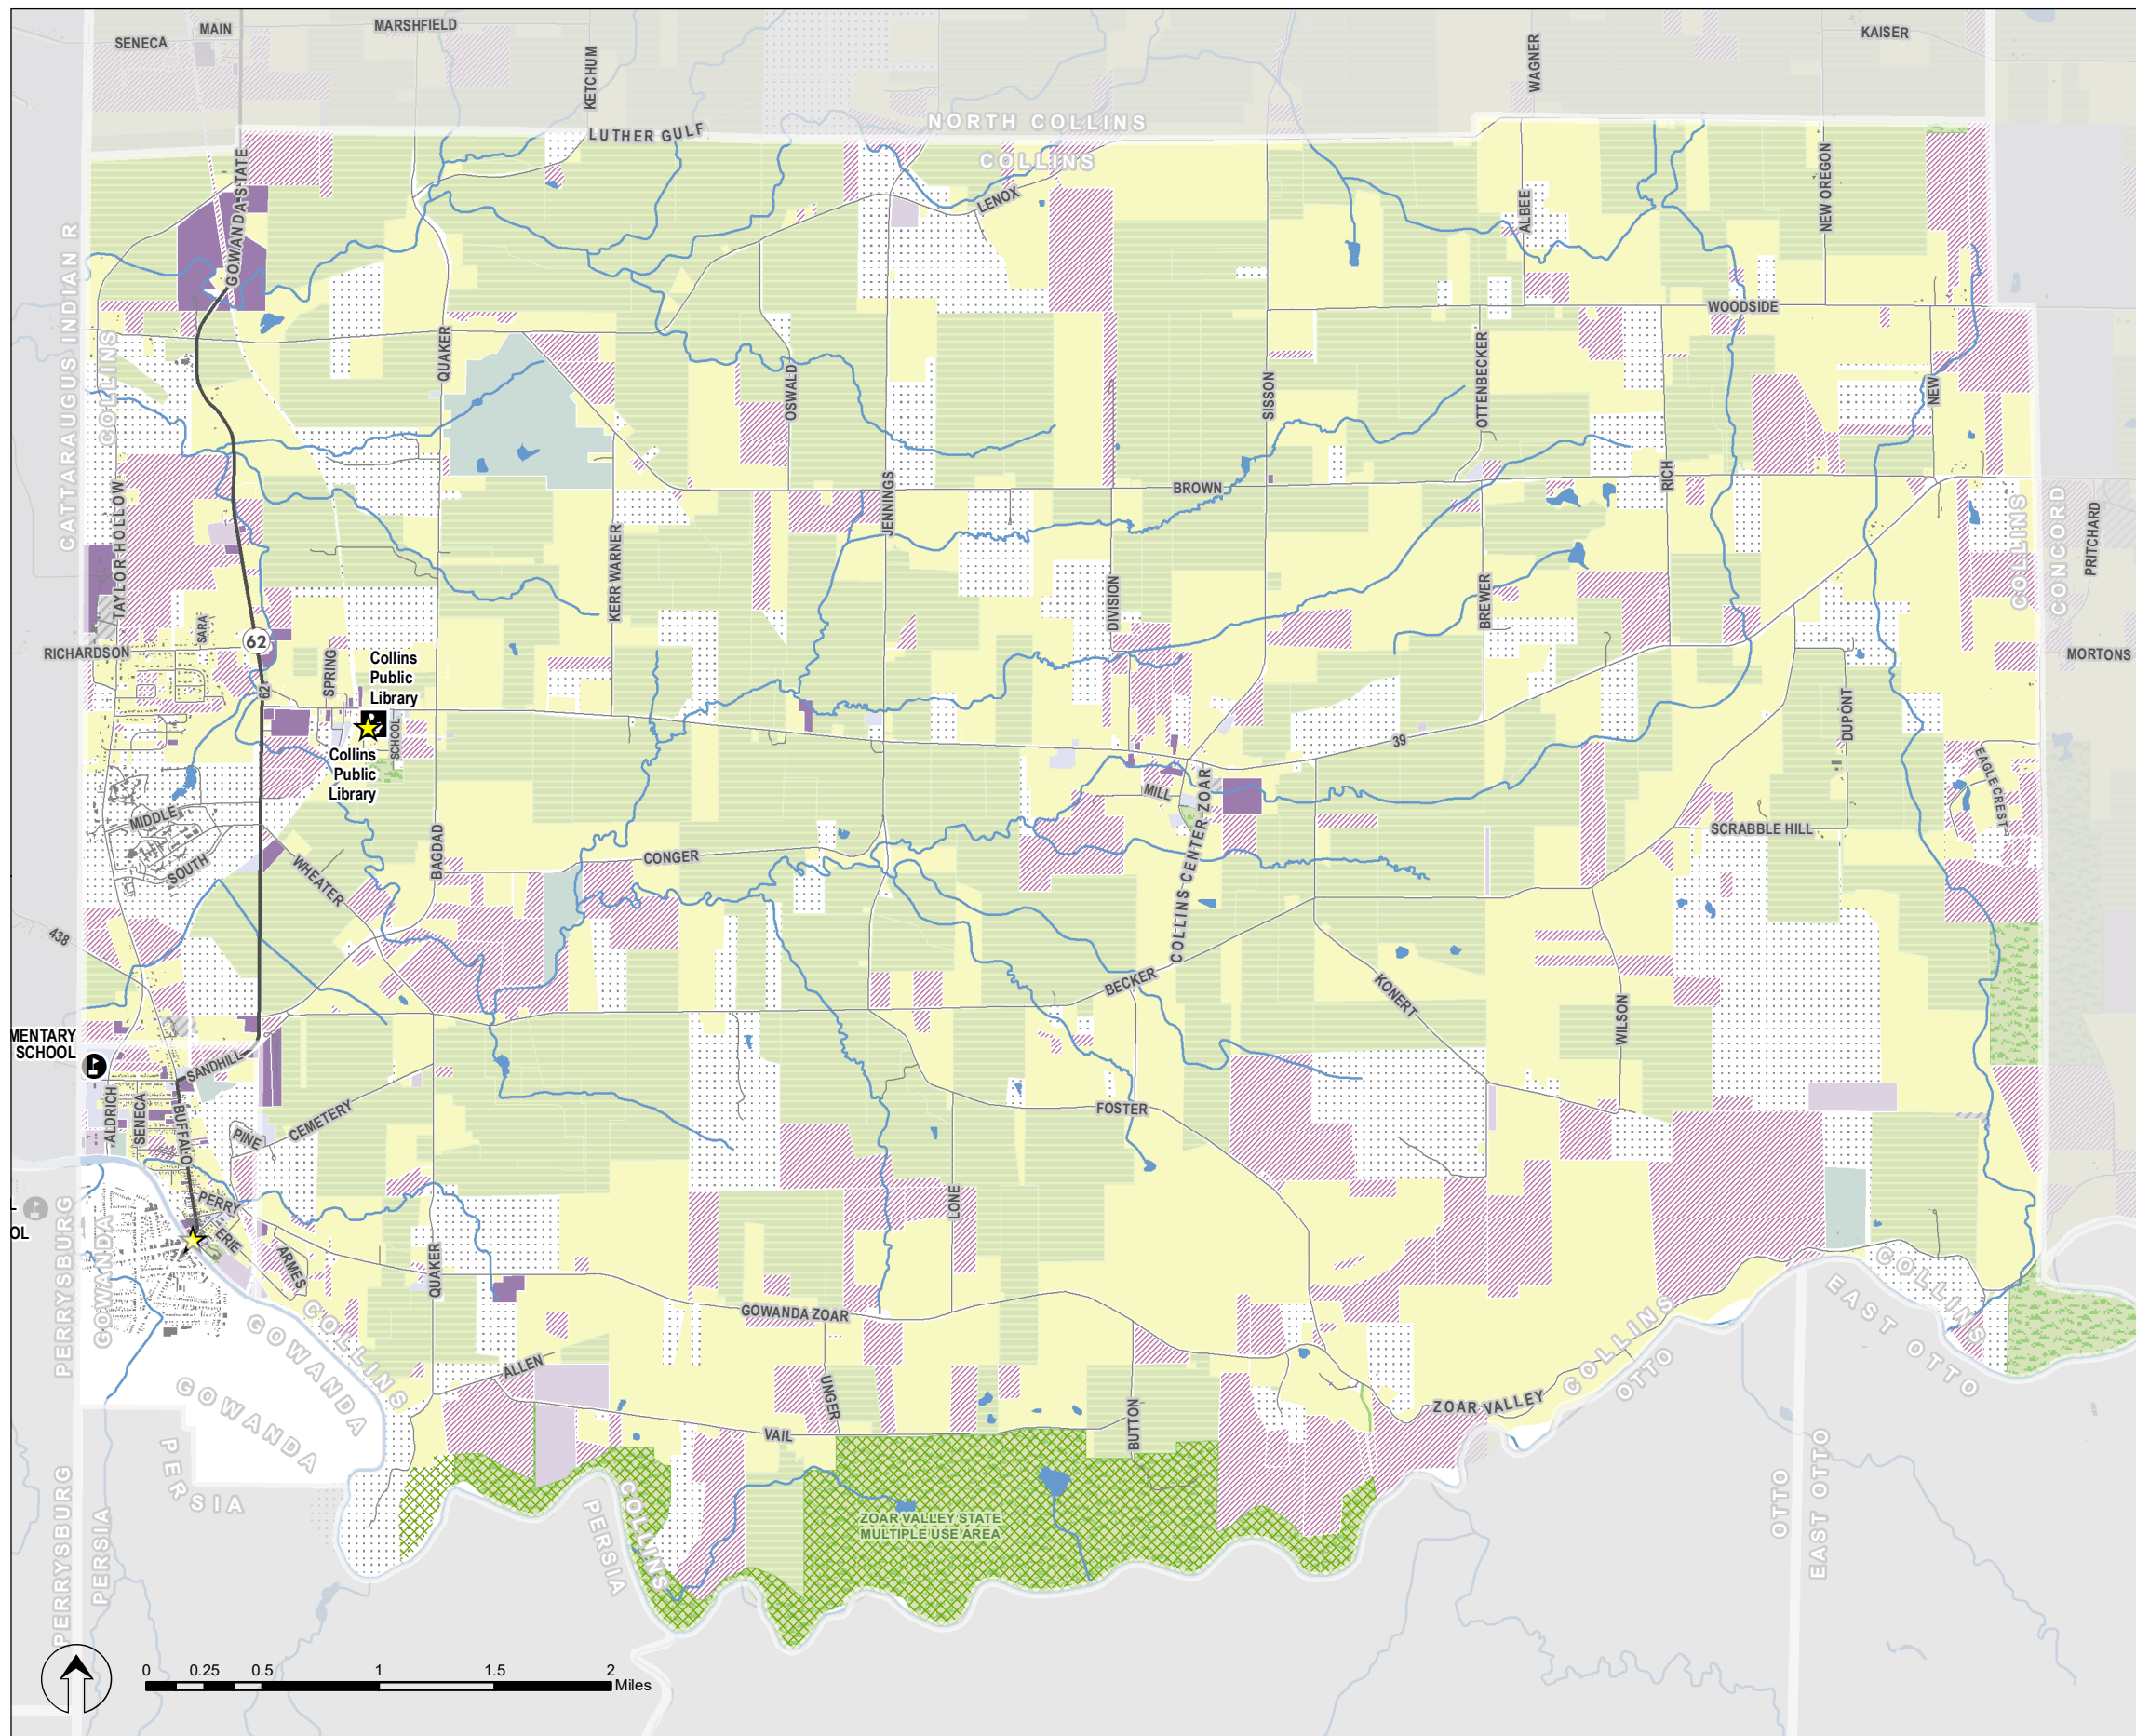 SENECA
MAIN
MARSHFIELD
KETCHUM
WAGNER
KAISER
LUTHER GULF
NORTH COLLINS
COLLINS
GOWANDA-STATE
LENOX
ALBEE
NEW OREGON
CATTARAUGUS INDIAN R
COLLINS
QUAKER
OSWALD
SISSON
OTTENBECKER
WOODSIDE
NEW
TAYLOR HOLLOW
KERR WARNER
JENNINGS
BROWN
RICH
COLLINS
CONCORD
PRITCHARD
DIVISION
BREWER
RICHARDSON
SARA
62
62
SPRING
Collins
Public
Library
SCHOOL
Collins
Public
Library
39
DUPONT
MORTONS
EAGLE CREST
MIDDLE
SOUTH
WHEATER
BAGDAD
CONGER
MILL
COLLINS CENTER-ZOAR
SCRABBLE HILL
438
BECKER
KONERT
WILSON
MENTARY
SCHOOL
SANDHILL
ALDRICH
SENECA
BUFFALO
PINE
CEMETERY
FOSTER
LONE
OL
PERRYSBURG
GOWANDA
PERRY
ERIE
ARMES
QUAKER
GOWANDA ZOAR
COLLINS
GOWANDA
GOWANDA
ALLEN
UNGER
VAIL
BUTTON
ZOAR VALLEY
COLLINS
OTTO
COLLINS
EAST OTTO
PERSIA
PERRYSBURG
PERSIA
COLLINS
PERSIA
ZOAR VALLEY STATE
MULTIPLE USE AREA
OTTO
EAST OTTO
0 0.25 0.5 1 1.5 2
Miles